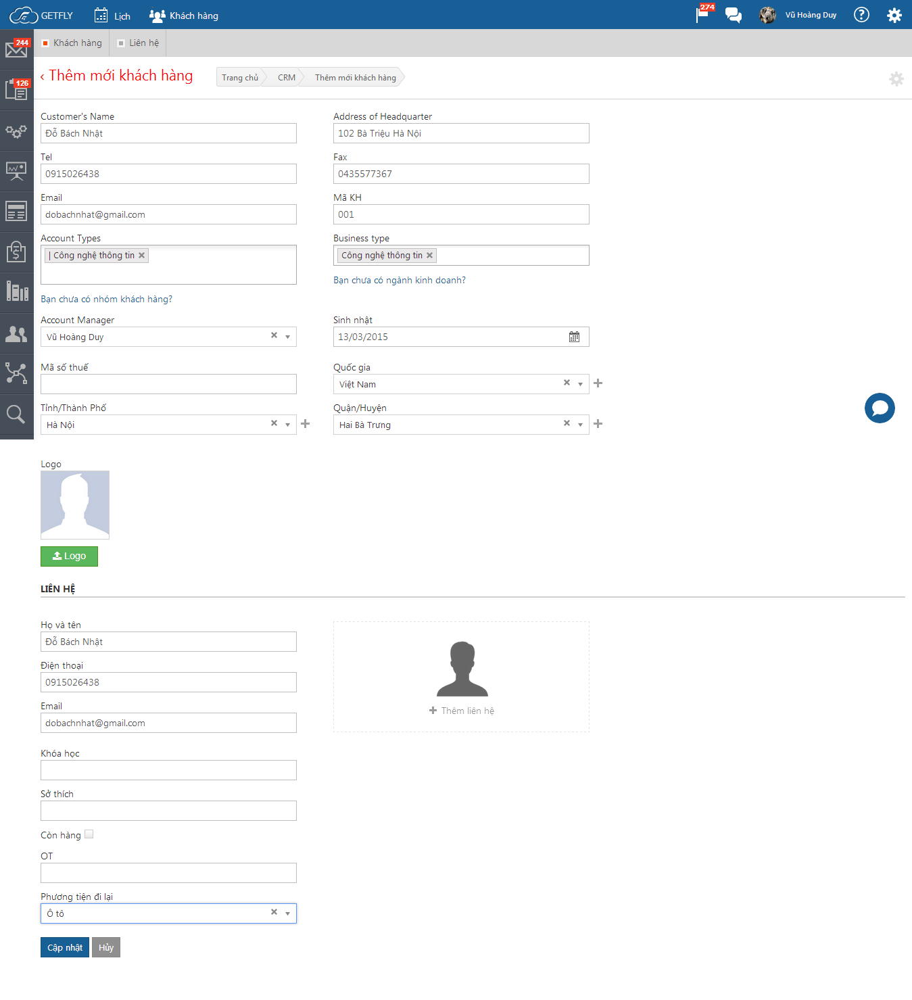 GETFLY Lịch Khách hàng 274 Vũ Hoàng Duy ?
244 Khách hàng Liên hệ
126
‹ Thêm mới khách hàng Trang chủ CRM Thêm mới khách hàng
Customer's Name Address of Headquarter
Đỗ Bách Nhật 102 Bà Triệu Hà Nội
Tel Fax
0915026438 0435577367
Email Mã KH
dobachnhat@gmail.com 001
Account Types Business type
| Công nghệ thông tin Công nghệ thông tin
Bạn chưa có ngành kinh doanh?
Bạn chưa có nhóm khách hàng?
Account Manager Sinh nhật
Vũ Hoàng Duy 13/03/2015
Mã số thuế Quốc gia
Việt Nam
Tỉnh/Thành Phố Quận/Huyện
Hà Nội Hai Bà Trưng
Logo
Logo
LIÊN HỆ
Họ và tên
Đỗ Bách Nhật
Điện thoại
0915026438
Email
Thêm liên hệ
dobachnhat@gmail.com
Khóa học
Sở thích
Còn hàng
OT
Phương tiện đi lại
Ô tô
Cập nhật Hủy